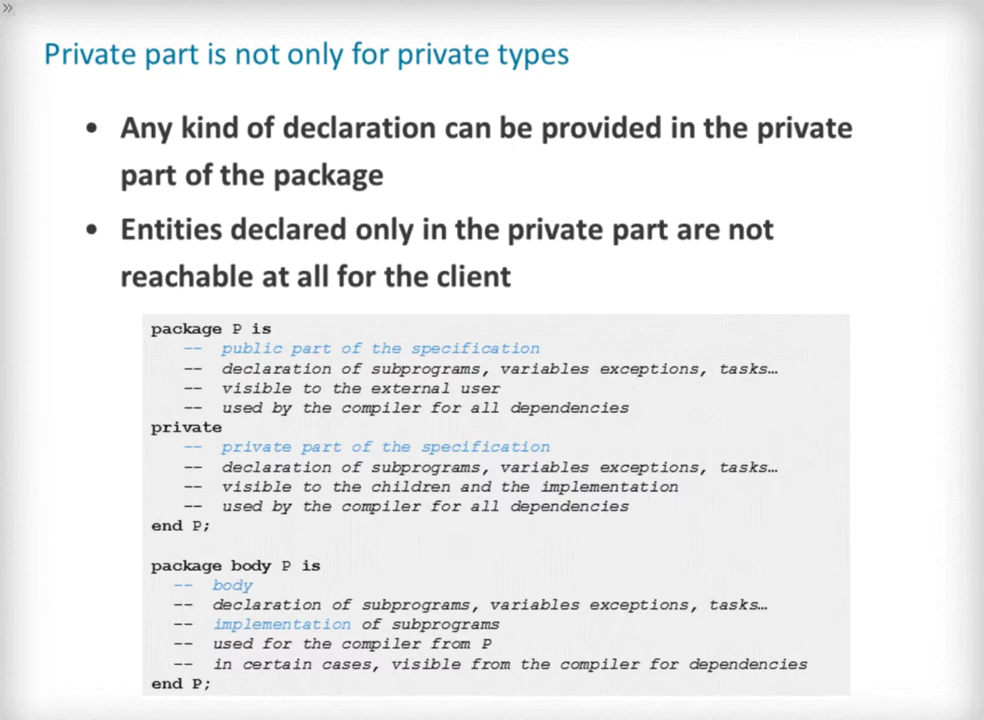 »
Private part is not only for private types
• Any kind of declaration can be provided in the private
part of the package
• Entities declared only in the private part are not
reachable at all for the client
package P is
-- public part of the specification
-- declaration of subprograms, variables exceptions, tasks…
-- visible to the external user
-- used by the compiler for all dependencies
private
-- private part of the specification
-- declaration of subprograms, variables exceptions, tasks…
-- visible to the children and the implementation
-- used by the compiler for all dependencies
end P;
package body P is
-- body
-- declaration of subprograms, variables exceptions, tasks…
-- implementation of subprograms
-- used for the compiler from P
-- in certain cases, visible from the compiler for dependencies
end P;